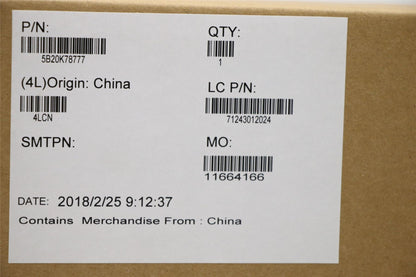 P/N:
5B20K78777
QTY:
1
(4L)Origin: China
4LCN
LC P/N:
71243012024
SMTPN:
MO:
11664166
DATE: 2018/2/25 9:12:37
Contains Merchandise From : China